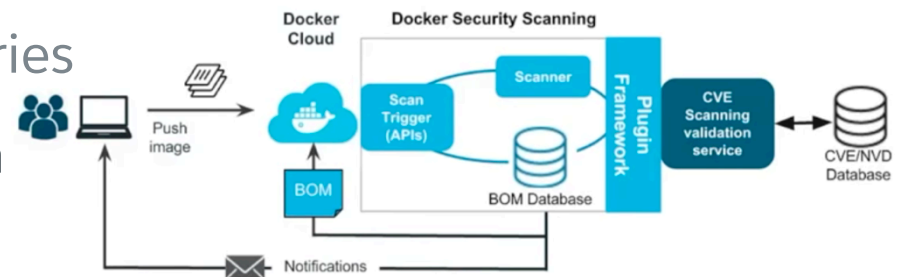 ries
Docker
Cloud
Docker Security Scanning
Push
image
Scan
Trigger
(APIs)
Scanner
Plugin
Framework
CVE
Scanning
validation
service
CVE/NVD
Database
BOM
BOM Database
Notifications